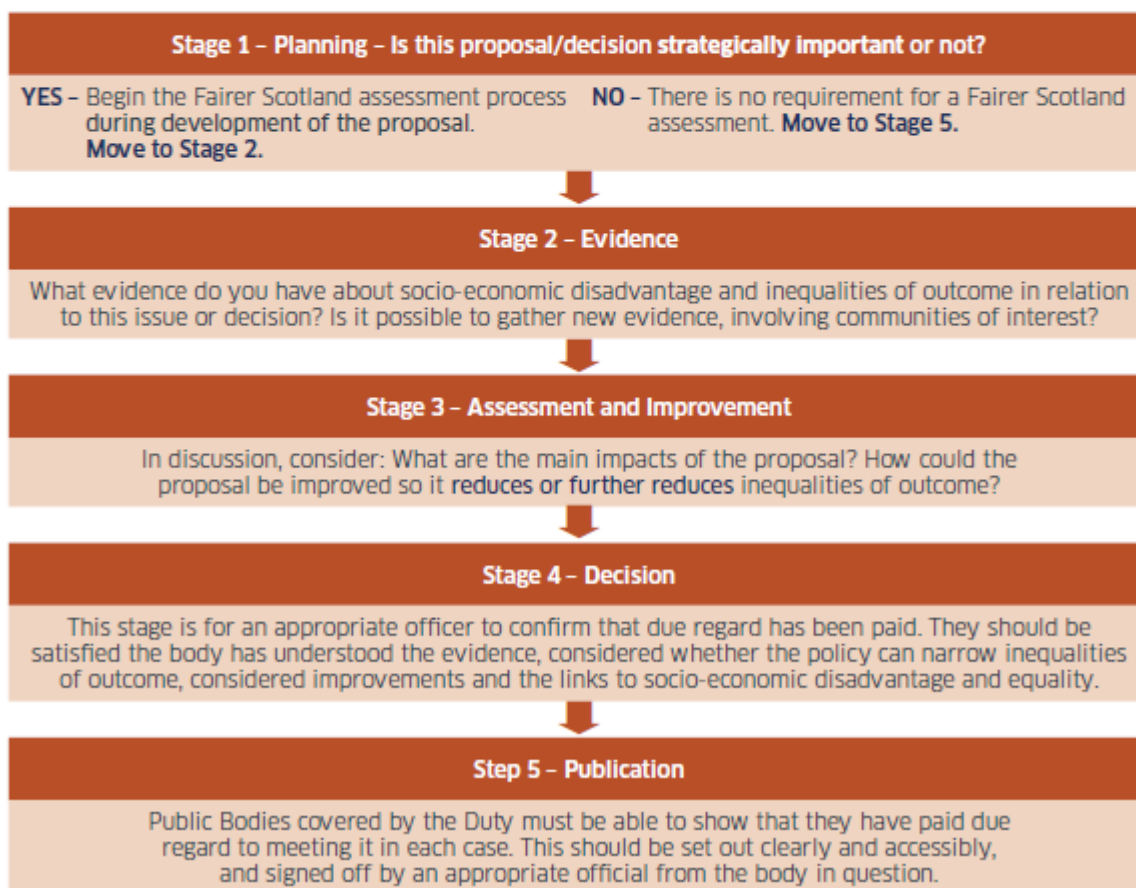 Stage 1 – Planning – Is this proposal/decision strategically important or not?
YES – Begin the Fairer Scotland assessment process
during development of the proposal.
Move to Stage 2.
NO – There is no requirement for a Fairer Scotland
assessment. Move to Stage 5.
Stage 2 – Evidence
What evidence do you have about socio-economic disadvantage and inequalities of outcome in relation
to this issue or decision? Is it possible to gather new evidence, involving communities of interest?
Stage 3 – Assessment and Improvement
In discussion, consider: What are the main impacts of the proposal? How could the
proposal be improved so it reduces or further reduces inequalities of outcome?
Stage 4 – Decision
This stage is for an appropriate officer to confirm that due regard has been paid. They should be
satisfied the body has understood the evidence, considered whether the policy can narrow inequalities
of outcome, considered improvements and the links to socio-economic disadvantage and equality.
Step 5 – Publication
Public Bodies covered by the Duty must be able to show that they have paid due
regard to meeting it in each case. This should be set out clearly and accessibly,
and signed off by an appropriate official from the body in question.